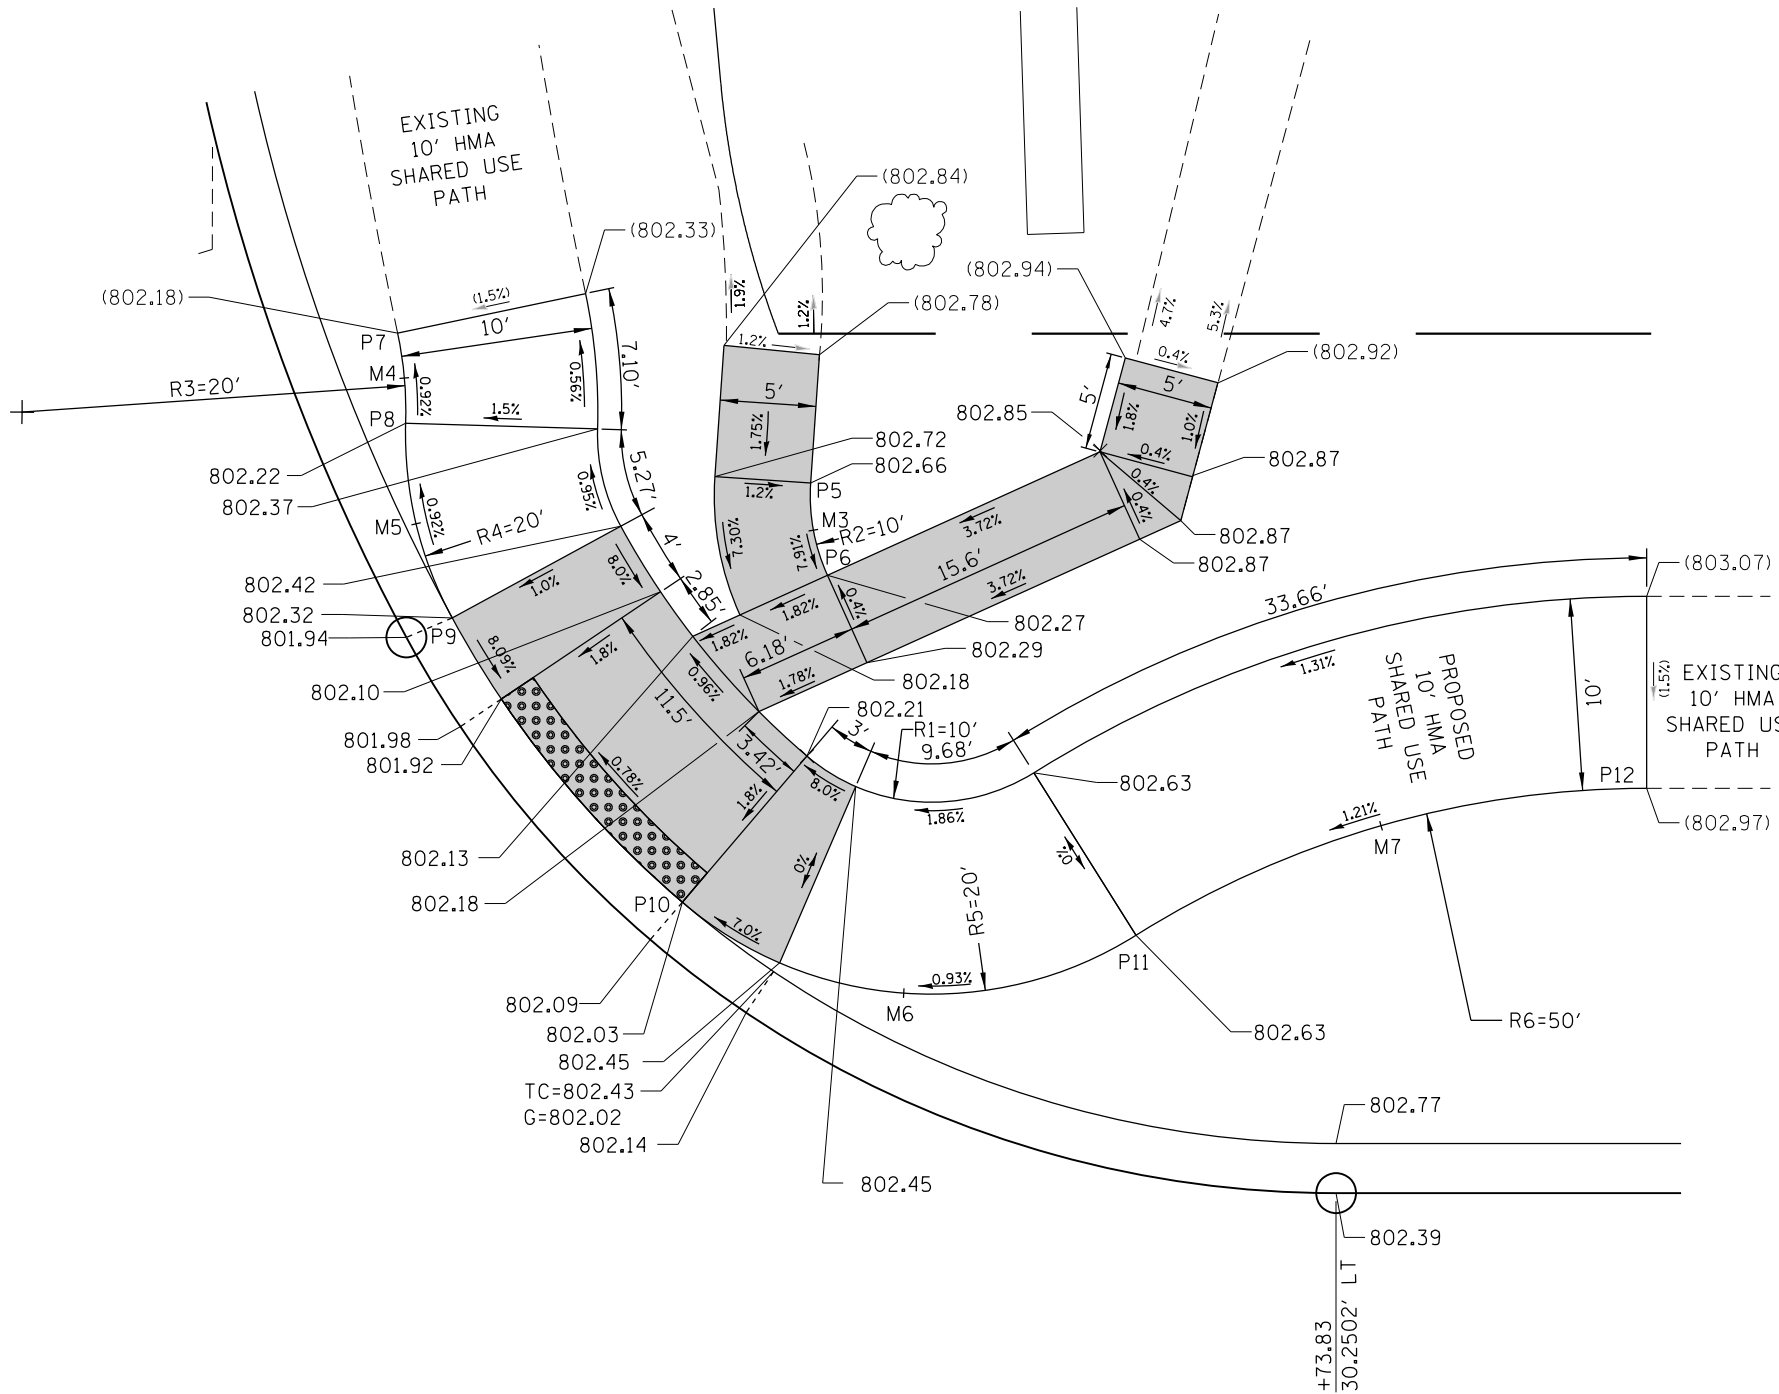 EXISTING
10' HMA
SHARED USE
PATH
(802.84)
(802.33)
(802.94)
(802.18)
(1.5%)
10'
P7
7.10'
0.56%
M4
0.92%
R3=20'
1.5%
P8
1.9%
1.2%
(802.78)
1.2%
4.7%
5.3%
0.4%
(802.92)
5'
5'
5'
1.8%
1.0%
1.75%
802.85
802.72
802.66
0.4%
802.87
802.22
802.37
5.27'
0.95%
1.2%
P5
0.4%
0.4%
M3
R2=10'
3.72%
M5
0.92%
R4=20'
4'
7.30%
7.91%
P6
802.87
802.87
15.6'
3.72%
802.42
1.0%
8.0%
2.85'
802.32
801.94
P9
8.09%
1.82%
1.82%
0.4%
802.27
33.66'
(803.07)
6.18'
802.29
1.8%
1.78%
0.96%
802.10
802.18
1.31%
PROPOSED
10' HMA
SHARED USE
PATH
10'
(1.5%)
EXISTING
10' HMA
SHARED US
PATH
11.5'
802.21
3'
R1=10'
9.68'
801.98
801.92
3.42'
0.78%
8.0%
1.8%
1.86%
802.63
P12
1.21%
M7
(802.97)
802.13
0%
0%
802.18
P10
7.0%
R5=20'
P11
0.93%
M6
802.09
802.03
802.45
TC=802.43
G=802.02
802.14
802.63
R6=50'
802.45
802.77
802.39
+73.83
30.2502' LT